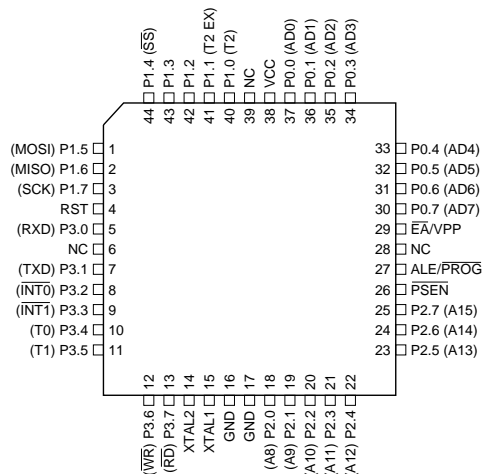 P1.4 (SS)
P1.3
P1.2
P1.1 (T2 EX)
P1.0 (T2)
NC
VCC
P0.0 (AD0)
P0.1 (AD1)
P0.2 (AD2)
P0.3 (AD3)
44
43
42
41
40
39
38
37
36
35
34
(MOSI) P1.5 1
(MISO) P1.6 2
(SCK) P1.7 3
RST 4
(RXD) P3.0 5
NC 6
(TXD) P3.1 7
(INT0) P3.2 8
(INT1) P3.3 9
(T0) P3.4 10
(T1) P3.5 11
33 P0.4 (AD4)
32 P0.5 (AD5)
31 P0.6 (AD6)
30 P0.7 (AD7)
29 EA/VPP
28 NC
27 ALE/PROG
26 PSEN
25 P2.7 (A15)
24 P2.6 (A14)
23 P2.5 (A13)
12
13
14
15
16
17
18
19
20
21
22
(WR) P3.6
(RD) P3.7
XTAL2
XTAL1
GND
GND
(A8) P2.0
(A9) P2.1
(A10) P2.2
(A11) P2.3
(A12) P2.4